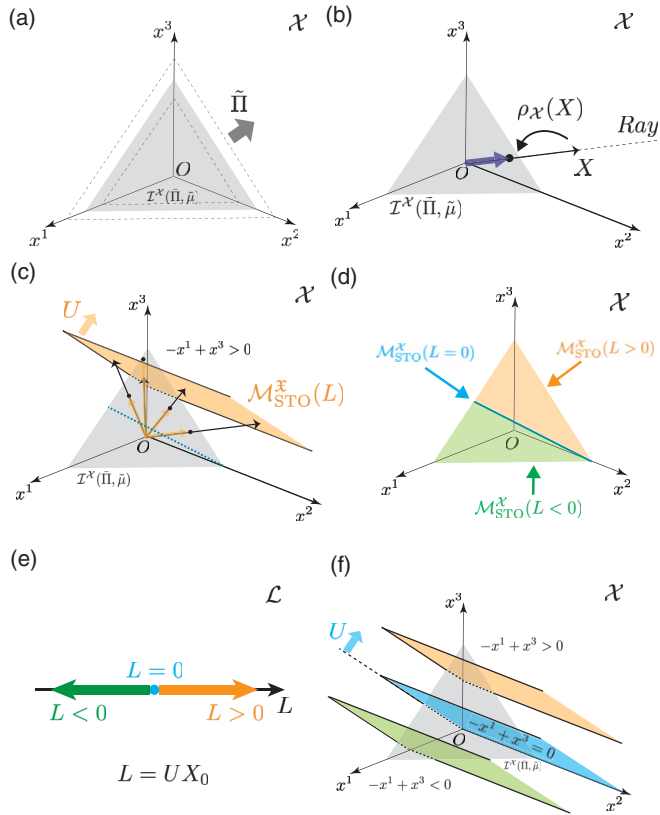 (a)
x³
𝒳
Π̃
O
ℐ^𝒳(Π̃, μ̃)
x¹
x²
(b)
x³
𝒳
ρ_𝒳(X)
Ray
X
O
ℐ^𝒳(Π̃, μ̃)
x¹
x²
(c)
x³
𝒳
U
−x¹ + x³ > 0
ℳ^𝔛_STO(L)
O
x¹
ℐ^𝒳(Π̃, μ̃)
x²
(d)
x³
𝒳
ℳ^𝔛_STO(L = 0)
ℳ^𝔛_STO(L > 0)
O
x¹
x²
ℳ^𝔛_STO(L < 0)
(e)
ℒ
L = 0
L < 0
L > 0
L
L = UX₀
(f)
x³
𝒳
U
−x¹ + x³ > 0
−x¹ + x³ = 0
O
ℐ^𝒳(Π̃, μ̃)
x¹
−x¹ + x³ < 0
x²